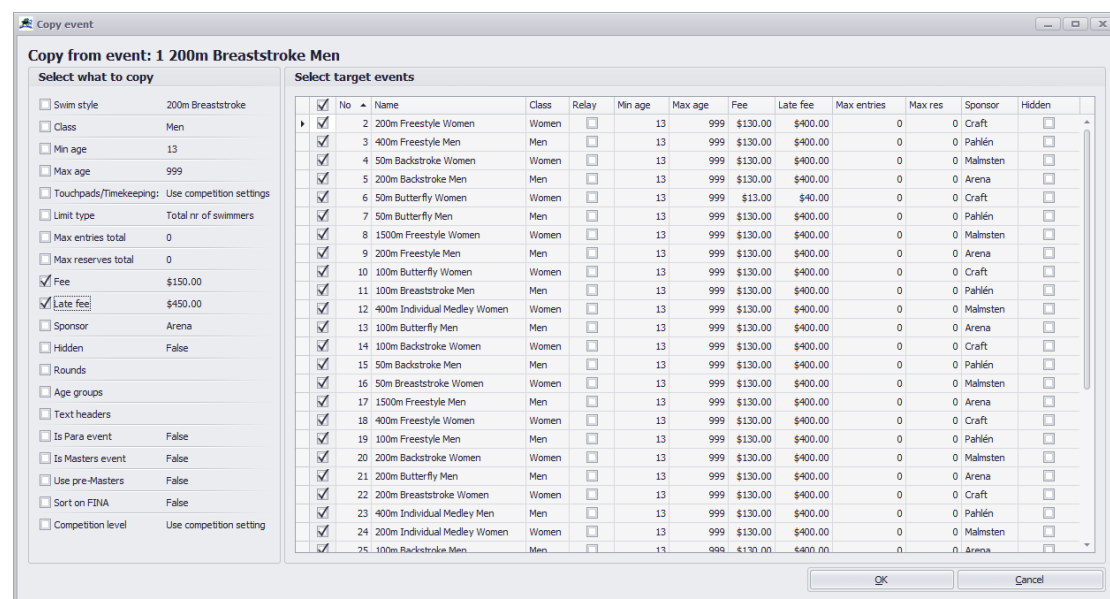 Copy event
Copy from event: 1 200m Breaststroke Men
Select what to copy
Swim style 200m Breaststroke
Class Men
Min age 13
Max age 999
Touchpads/Timekeeping: Use competition settings
Limit type Total nr of swimmers
Max entries total 0
Max reserves total 0
Fee $150.00
Late fee $450.00
Sponsor Arena
Hidden False
Rounds
Age groups
Text headers
Is Para event False
Is Masters event False
Use pre-Masters False
Sort on FINA False
Competition level Use competition setting
Select target events
No Name Class Relay Min age Max age Fee Late fee Max entries Max res Sponsor Hidden
2 200m Freestyle Women Women 13 999 $130.00 $400.00 0 0 Craft
3 400m Freestyle Men Men 13 999 $130.00 $400.00 0 0 Pahlén
4 50m Backstroke Women Women 13 999 $130.00 $400.00 0 0 Malmsten
5 200m Backstroke Men Men 13 999 $130.00 $400.00 0 0 Arena
6 50m Butterfly Women Women 13 999 $13.00 $40.00 0 0 Craft
7 50m Butterfly Men Men 13 999 $130.00 $400.00 0 0 Pahlén
8 1500m Freestyle Women Women 13 999 $130.00 $400.00 0 0 Malmsten
9 200m Freestyle Men Men 13 999 $130.00 $400.00 0 0 Arena
10 100m Butterfly Women Women 13 999 $130.00 $400.00 0 0 Craft
11 100m Breaststroke Men Men 13 999 $130.00 $400.00 0 0 Pahlén
12 400m Individual Medley Women Women 13 999 $130.00 $400.00 0 0 Malmsten
13 100m Butterfly Men Men 13 999 $130.00 $400.00 0 0 Arena
14 100m Backstroke Women Women 13 999 $130.00 $400.00 0 0 Craft
15 50m Backstroke Men Men 13 999 $130.00 $400.00 0 0 Pahlén
16 50m Breaststroke Women Women 13 999 $130.00 $400.00 0 0 Malmsten
17 1500m Freestyle Men Men 13 999 $130.00 $400.00 0 0 Arena
18 400m Freestyle Women Women 13 999 $130.00 $400.00 0 0 Craft
19 100m Freestyle Men Men 13 999 $130.00 $400.00 0 0 Pahlén
20 200m Backstroke Women Women 13 999 $130.00 $400.00 0 0 Malmsten
21 200m Butterfly Men Men 13 999 $130.00 $400.00 0 0 Arena
22 200m Breaststroke Women Women 13 999 $130.00 $400.00 0 0 Craft
23 400m Individual Medley Men Men 13 999 $130.00 $400.00 0 0 Pahlén
24 200m Individual Medley Women Women 13 999 $130.00 $400.00 0 0 Malmsten
25 100m Backstroke Men Men 13 999 $130.00 $400.00 0 0 Arena
OK Cancel